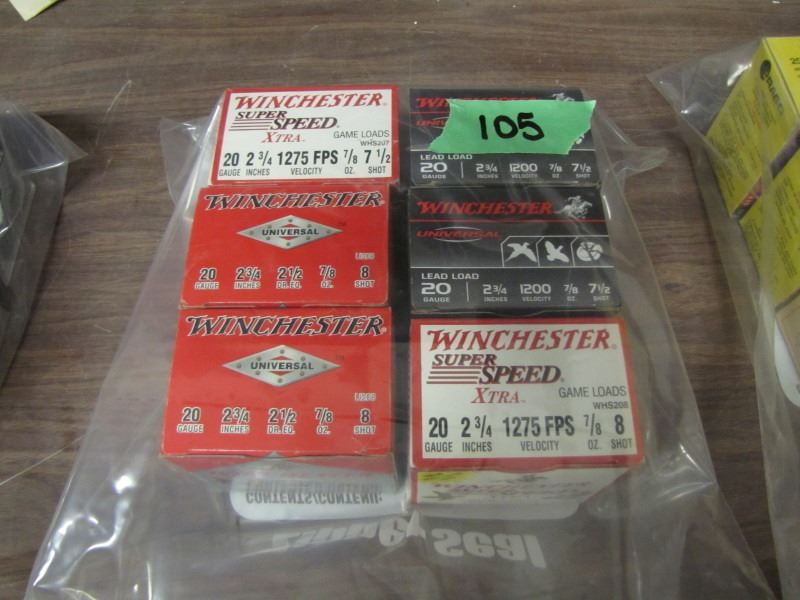 WINCHESTER
SUPER
SPEED
XTRA
GAME LOADS
WHS207
20 2 3/4 1275 FPS 7/8 7 1/2
GAUGE INCHES VELOCITY OZ. SHOT
105
LEAD LOAD
20 2 3/4 1200 7/8 7 1/2
GAUGE INCHES VELOCITY OZ SHOT
WINCHESTER
UNIVERSAL
20 2 3/4 2 1/2 7/8 8
GAUGE INCHES DR. EQ. OZ. SHOT
WINCHESTER
UNIVERSAL
LEAD LOAD
20 2 3/4 1200 7/8 7 1/2
GAUGE INCHES VELOCITY OZ SHOT
WINCHESTER
UNIVERSAL
20 2 3/4 2 1/2 7/8 8
GAUGE INCHES DR. EQ. OZ. SHOT
WINCHESTER
SUPER
SPEED
XTRA
GAME LOADS
WHS208
20 2 3/4 1275 FPS 7/8 8
GAUGE INCHES VELOCITY OZ. SHOT
CONTENTS/CONTENU:
Seal